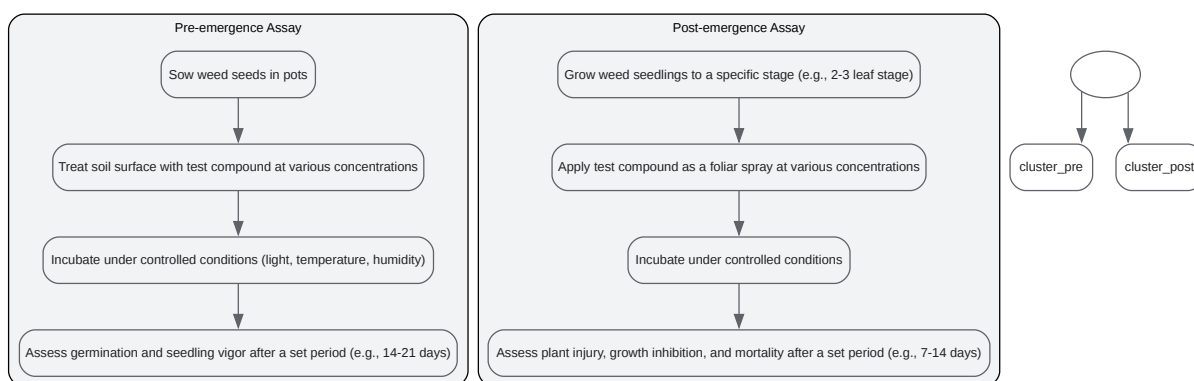 Pre-emergence Assay
Sow weed seeds in pots
Treat soil surface with test compound at various concentrations
Incubate under controlled conditions (light, temperature, humidity)
Assess germination and seedling vigor after a set period (e.g., 14-21 days)
Post-emergence Assay
Grow weed seedlings to a specific stage (e.g., 2-3 leaf stage)
Apply test compound as a foliar spray at various concentrations
Incubate under controlled conditions
Assess plant injury, growth inhibition, and mortality after a set period (e.g., 7-14 days)
cluster_pre
cluster_post